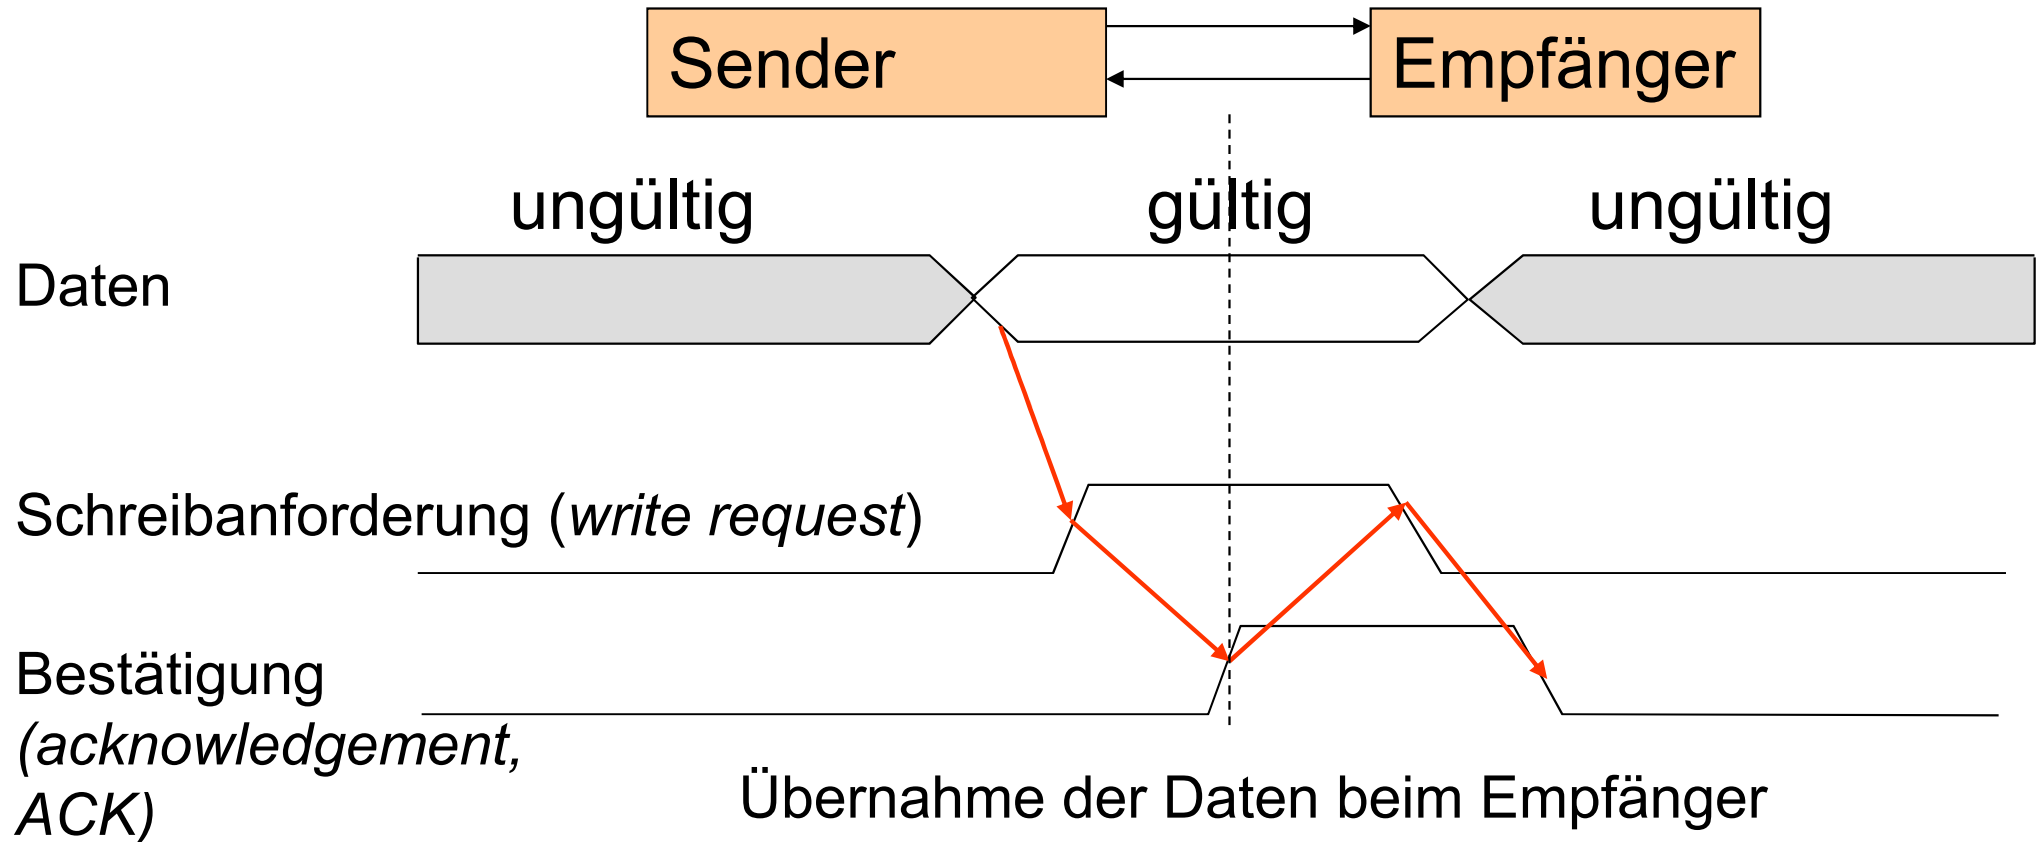 Sender
Empfänger
ungültig
gültig
ungültig
Daten
Schreibanforderung (write request)
Bestätigung
(acknowledgement,
ACK)
Übernahme der Daten beim Empfänger